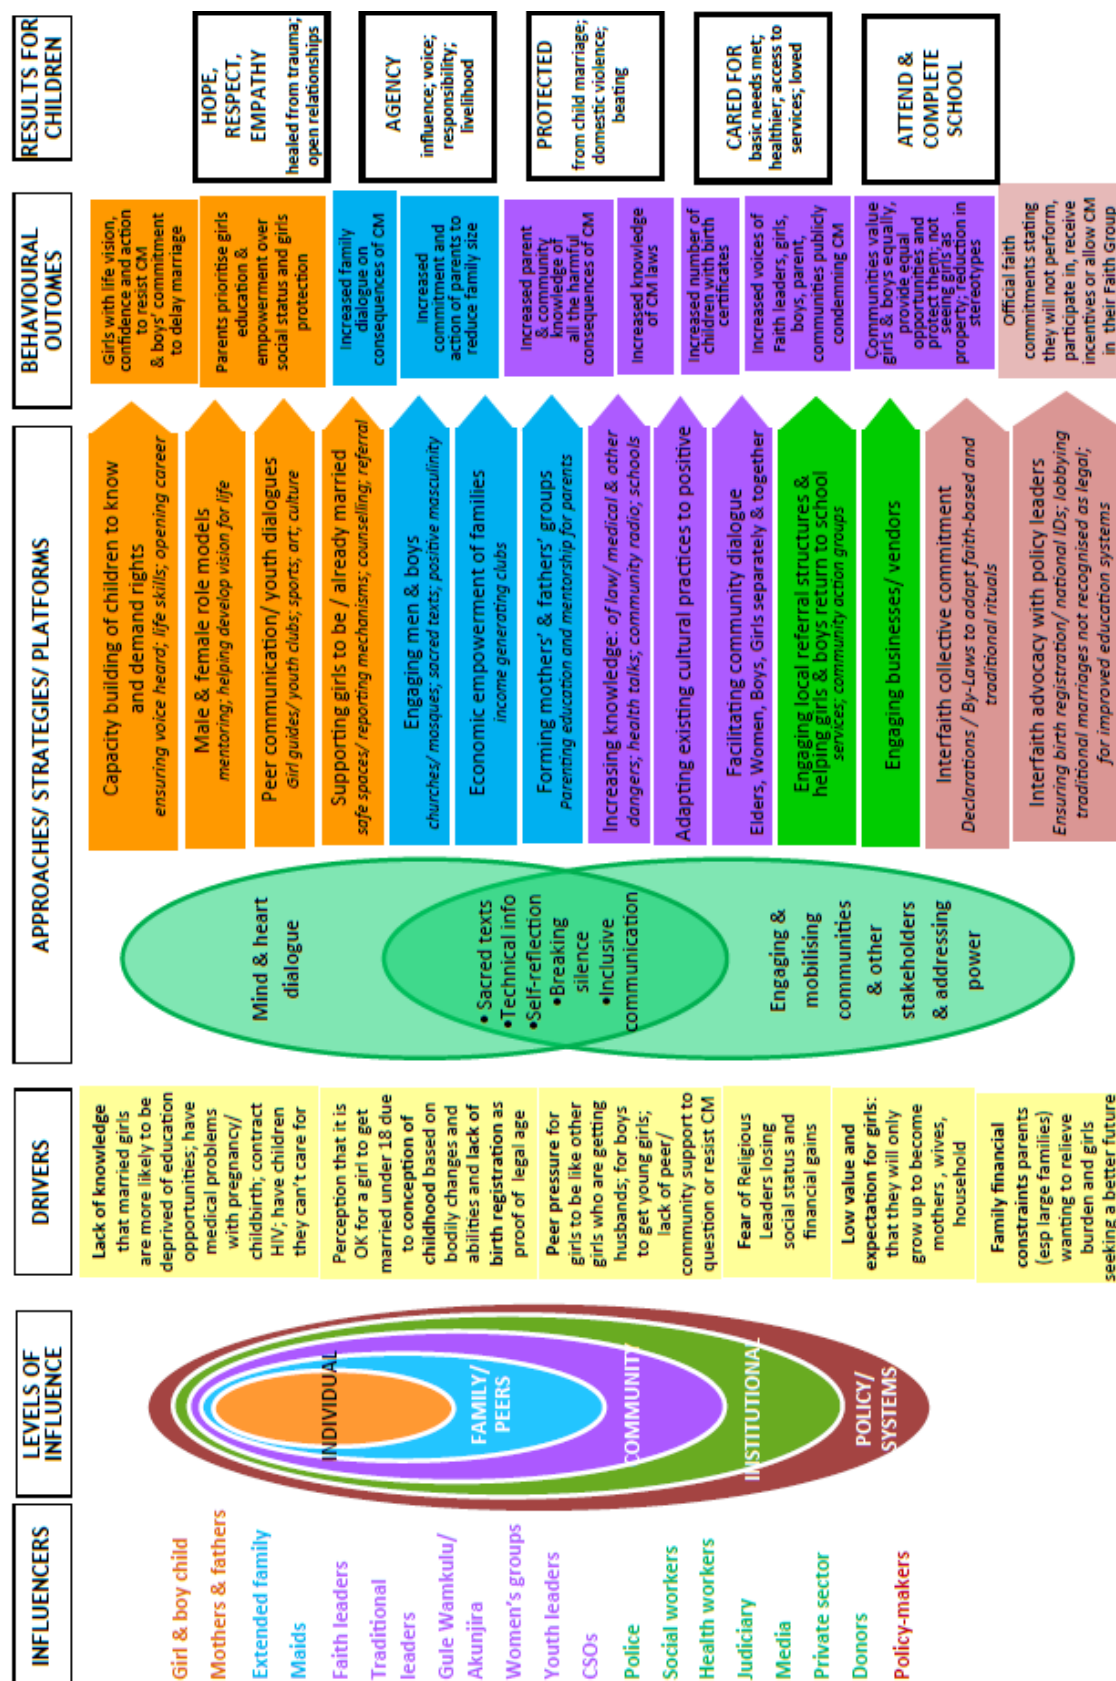 INFLUENCERS
Girl & boy child
Mothers & fathers
Extended family
Maids
Faith leaders
Traditional
leaders
Gule Wamkulu/
Akunjira
Women's groups
Youth leaders
CSOs
Police
Social workers
Health workers
Judiciary
Media
Private sector
Donors
Policy-makers
LEVELS OF
INFLUENCE
INDIVIDUAL
FAMILY/
PEERS
COMMUNITY
INSTITUTIONAL
POLICY/
SYSTEMS
DRIVERS
Lack of knowledge
that married girls
are more likely to be
deprived of education
opportunities; have
medical problems
with pregnancy/
childbirth; contract
HIV; have children
they can't care for
Perception that it is
OK for a girl to get
married under 18 due
to conception of
childhood based on
bodily changes and
abilities and lack of
birth registration as
proof of legal age
Peer pressure for
girls to be like other
girls who are getting
husbands; for boys
to get young girls;
lack of peer/
community support to
question or resist CM
Fear of Religious
Leaders losing
social status and
financial gains
Low value and
expectation for girls:
that they will only
grow up to become
mothers , wives,
household
Family financial
constraints parents
(esp large families)
wanting to relieve
burden and girls
seeking a better future
APPROACHES/ STRATEGIES/ PLATFORMS
Mind & heart
dialogue
• Sacred texts
•Technical info
•Self-reflection
•Breaking
silence
•Inclusive
communication
Engaging &
mobilising
communities
& other
stakeholders
& addressing
power
Capacity building of children to know
and demand rights
ensuring voice heard; life skills; opening career
Male & female role models
mentoring; helping develop vision for life
Peer communication/ youth dialogues
Girl guides/ youth clubs; sports; art; culture
Supporting girls to be / already married
safe spaces/ reporting mechanisms; counselling; referral
Engaging men & boys
churches/ mosques; sacred texts; positive masculinity
Economic empowerment of families
income generating clubs
Forming mothers' & fathers' groups
Parenting education and mentorship for parents
Increasing knowledge: of law/ medical & other
dangers; health talks; community radio; schools
Adapting existing cultural practices to positive
Facilitating community dialogue
Elders, Women, Boys, Girls separately & together
Engaging local referral structures &
helping girls & boys return to school
services; community action groups
Engaging businesses/ vendors
Interfaith collective commitment
Declarations / By-Laws to adapt faith-based and
traditional rituals
Interfaith advocacy with policy leaders
Ensuring birth registration/ national IDs; lobbying
traditional marriages not recognised as legal;
for improved education systems
BEHAVIOURAL
OUTCOMES
Girls with life vision,
confidence and action
to resist CM
& boys' commitment
to delay marriage
Parents prioritise girls
education &
empowerment over
social status and girls
protection
Increased family
dialogue on
consequences of CM
Increased
commitment and
action of parents to
reduce family size
Increased parent
& community
knowledge of
all the harmful
consequences of CM
Increased knowledge
of CM laws
Increased number of
children with birth
certificates
Increased voices of
Faith leaders, girls,
boys, parent,
communities publicly
condemning CM
Communities value
girls & boys equally,
provide equal
opportunities and
protect them; not
seeing girls as
property; reduction in
stereotypes
Official faith
commitments stating
they will not perform,
participate in, receive
incentives or allow CM
in their Faith Group
RESULTS FOR
CHILDREN
HOPE,
RESPECT,
EMPATHY
healed from trauma;
open relationships
AGENCY
influence; voice;
responsibility;
livelihood
PROTECTED
from child marriage;
domestic violence;
beating
CARED FOR
basic needs met;
healthier; access to
services; loved
ATTEND &
COMPLETE
SCHOOL